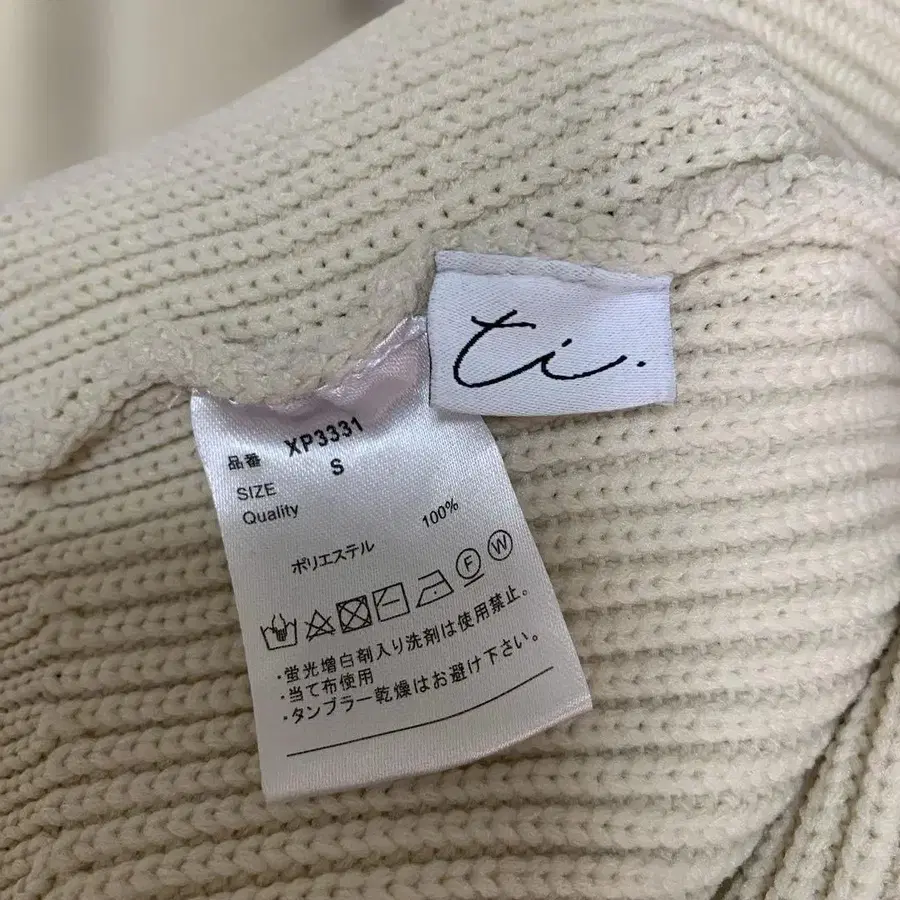 ti.
品番 XP3331
SIZE S
Quality
ポリエステル 100%
F W
・蛍光増白剤入り洗剤は使用禁止。
・当て布使用
・タンブラー乾燥はお避け下さい。